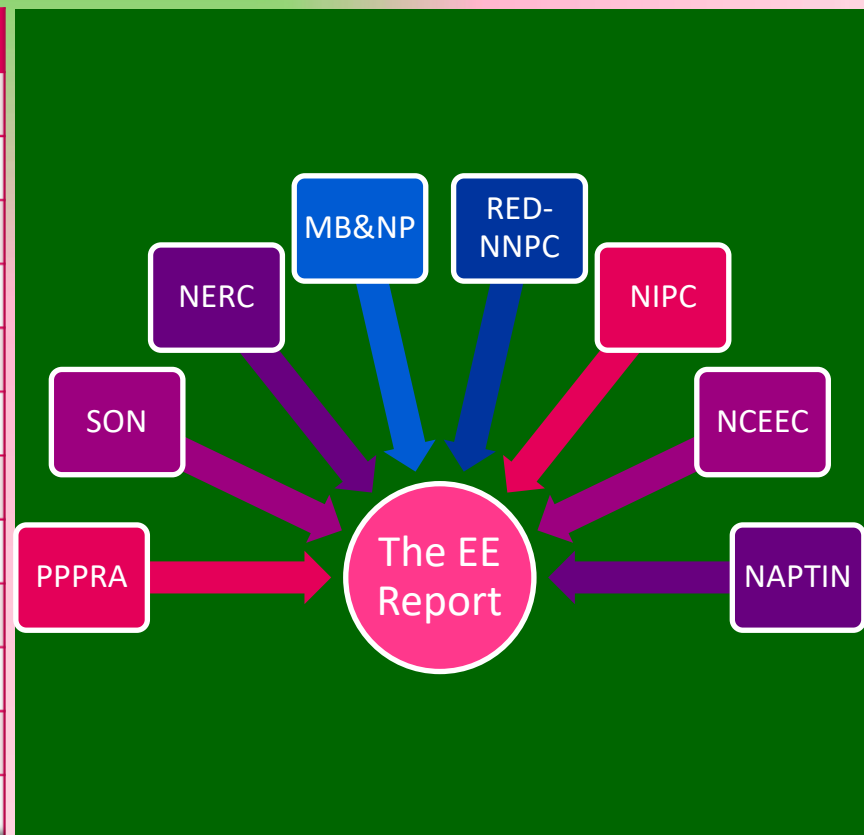 MB&NP
RED-
NNPC
NERC
NIPC
SON
NCEEC
PPPRA
The EE
Report
NAPTIN